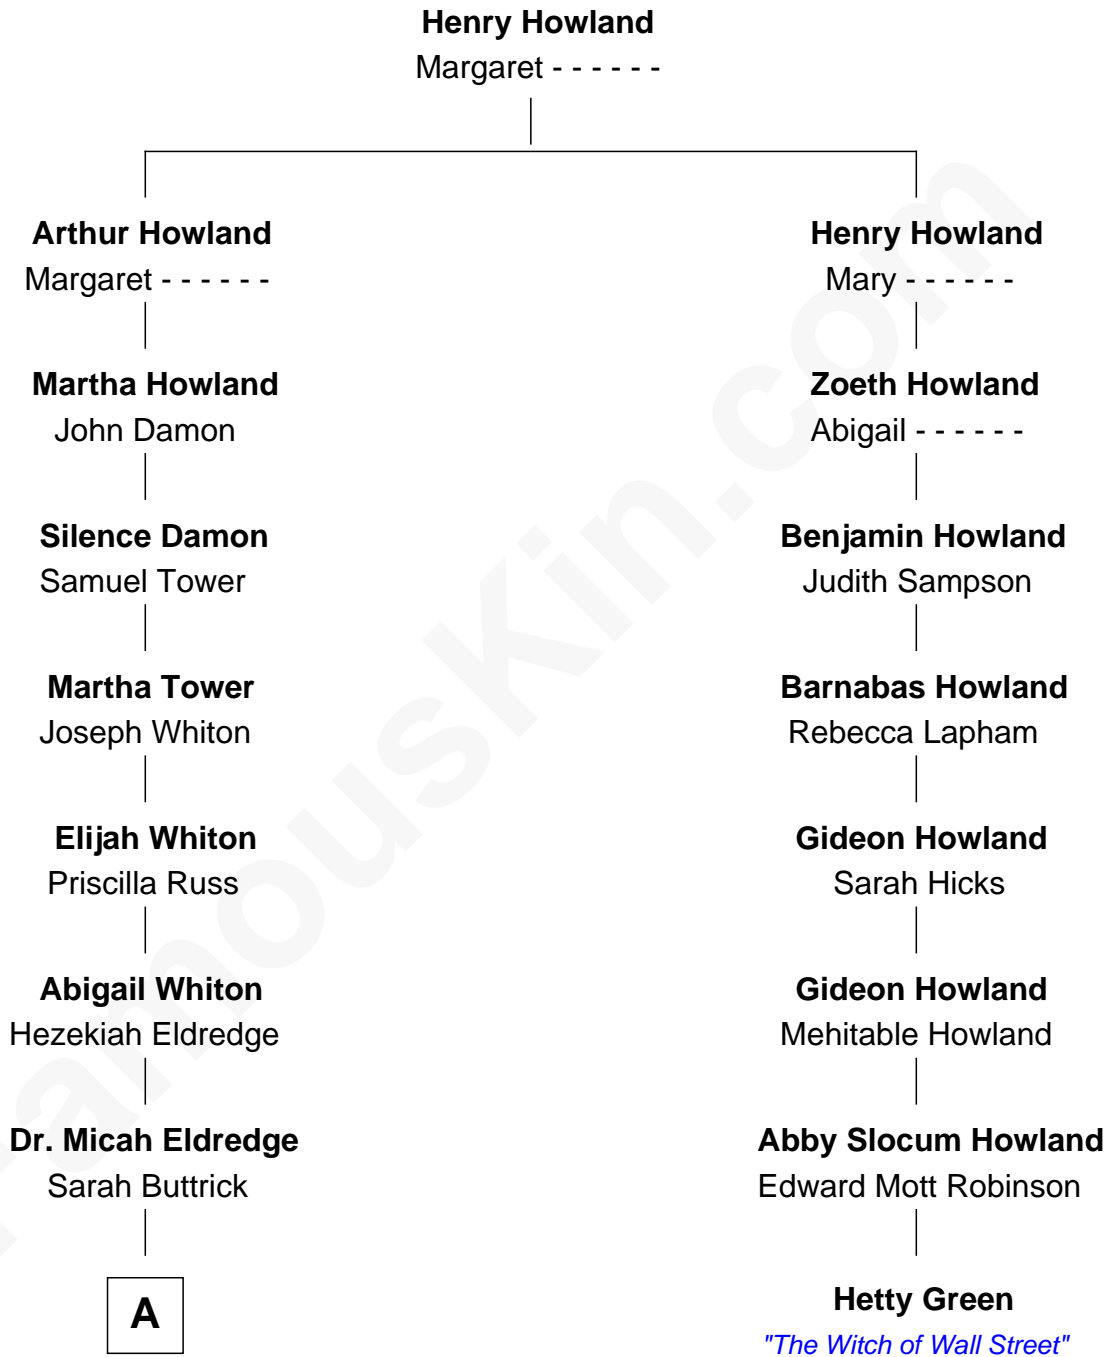 Henry Howland
Margaret - - - - - -
Arthur Howland
Margaret - - - - - -
Martha Howland
John Damon
Silence Damon
Samuel Tower
Martha Tower
Joseph Whiton
Elijah Whiton
Priscilla Russ
Abigail Whiton
Hezekiah Eldredge
Dr. Micah Eldredge
Sarah Buttrick
A
Henry Howland
Mary - - - - - -
Zoeth Howland
Abigail - - - - - -
Benjamin Howland
Judith Sampson
Barnabas Howland
Rebecca Lapham
Gideon Howland
Sarah Hicks
Gideon Howland
Mehitable Howland
Abby Slocum Howland
Edward Mott Robinson
Hetty Green
"The Witch of Wall Street"
FamousKin.com